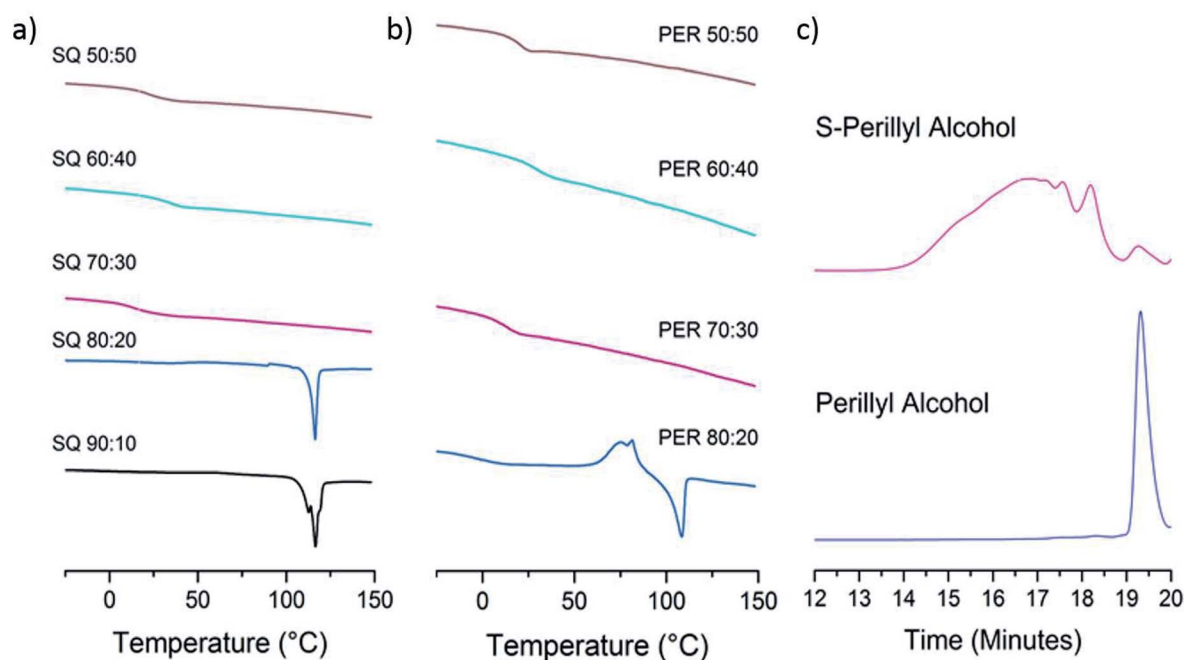 a)
SQ 50:50
SQ 60:40
SQ 70:30
SQ 80:20
SQ 90:10
0 50 100 150
Temperature (°C)
b)
PER 50:50
PER 60:40
PER 70:30
PER 80:20
0 50 100 150
Temperature (°C)
c)
S-Perillyl Alcohol
Perillyl Alcohol
12 13 14 15 16 17 18 19 20
Time (Minutes)